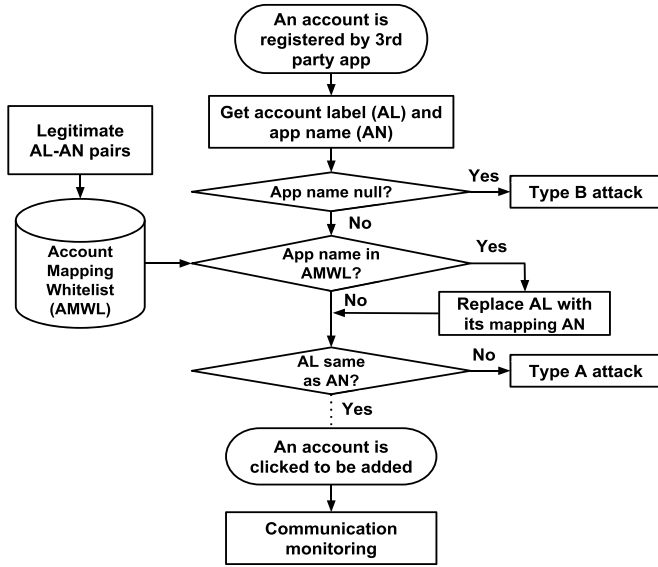 An account is
registered by 3rd
party app
Get account label (AL) and
app name (AN)
Legitimate
AL-AN pairs
App name null?
Yes
Type B attack
No
Account
Mapping
Whitelist
(AMWL)
App name in
AMWL?
Yes
No
Replace AL with
its mapping AN
AL same
as AN?
No
Type A attack
Yes
An account is
clicked to be added
Communication
monitoring